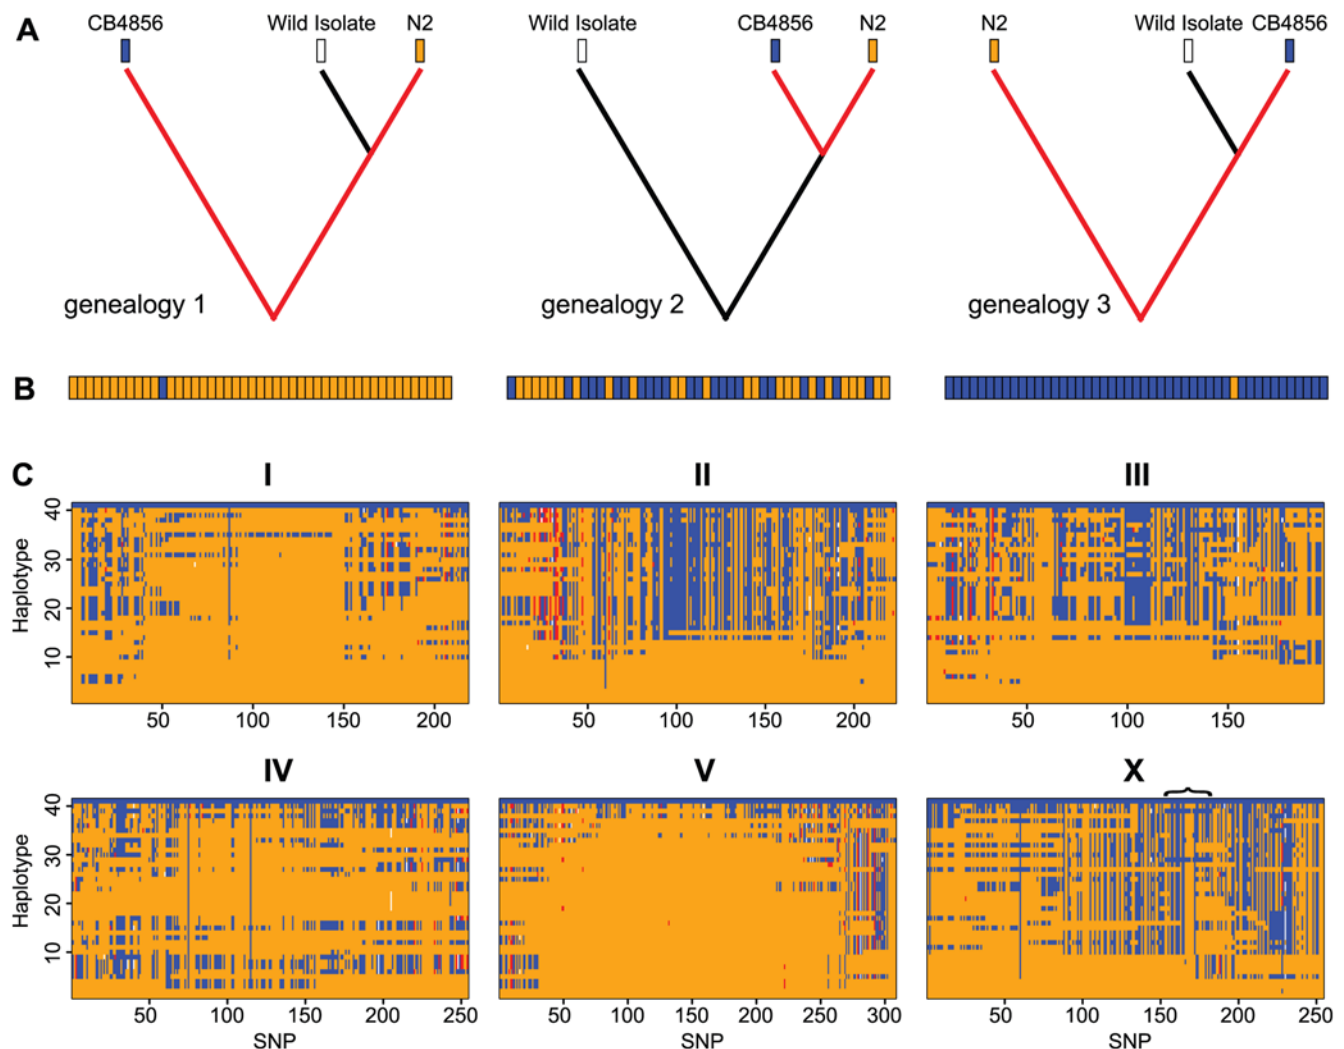 A
CB4856 Wild Isolate N2
Wild Isolate CB4856 N2
N2 Wild Isolate CB4856
genealogy 1
genealogy 2
genealogy 3
B
C
I
II
III
Haplotype
40
30
20
10
50 100 150 200
50 100 150 200
50 100 150
IV
V
X
Haplotype
40
30
20
10
50 100 150 200 250
50 100 150 200 250 300
50 100 150 200 250
SNP
SNP
SNP